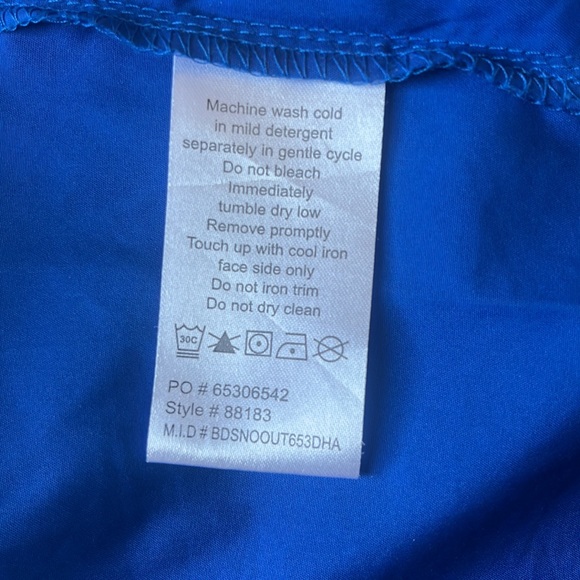 Machine wash cold
in mild detergent
separately in gentle cycle
Do not bleach
Immediately
tumble dry low
Remove promptly
Touch up with cool iron
face side only
Do not iron trim
Do not dry clean
30C
PO # 65306542
Style # 88183
M.I.D # BDSNOOUT653DHA